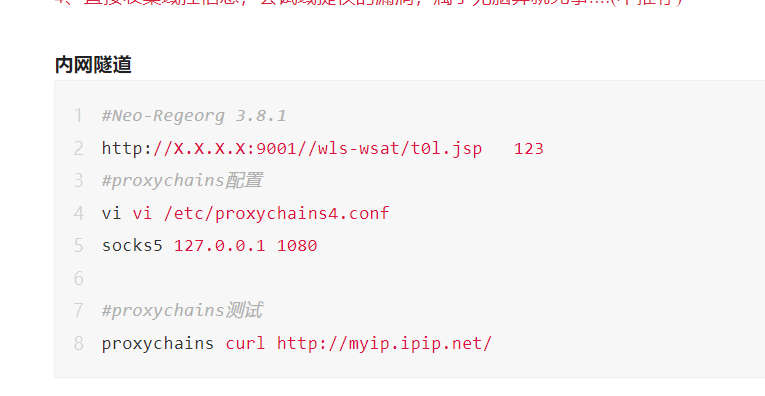 内网隧道
1 #Neo-Regeorg 3.8.1
2 http://X.X.X.X:9001//wls-wsat/t0l.jsp   123
3 #proxychains配置
4 vi vi /etc/proxychains4.conf
5 socks5 127.0.0.1 1080
6
7 #proxychains测试
8 proxychains curl http://myip.ipip.net/